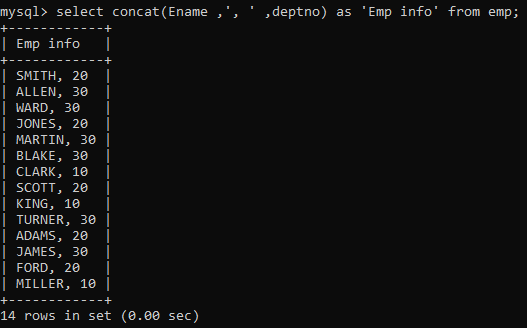 mysql> select concat(Ename ,', ' ,deptno) as 'Emp info' from emp;
+------------+
| Emp info   |
+------------+
| SMITH, 20  |
| ALLEN, 30  |
| WARD, 30   |
| JONES, 20  |
| MARTIN, 30 |
| BLAKE, 30  |
| CLARK, 10  |
| SCOTT, 20  |
| KING, 10   |
| TURNER, 30 |
| ADAMS, 20  |
| JAMES, 30  |
| FORD, 20   |
| MILLER, 10 |
+------------+
14 rows in set (0.00 sec)